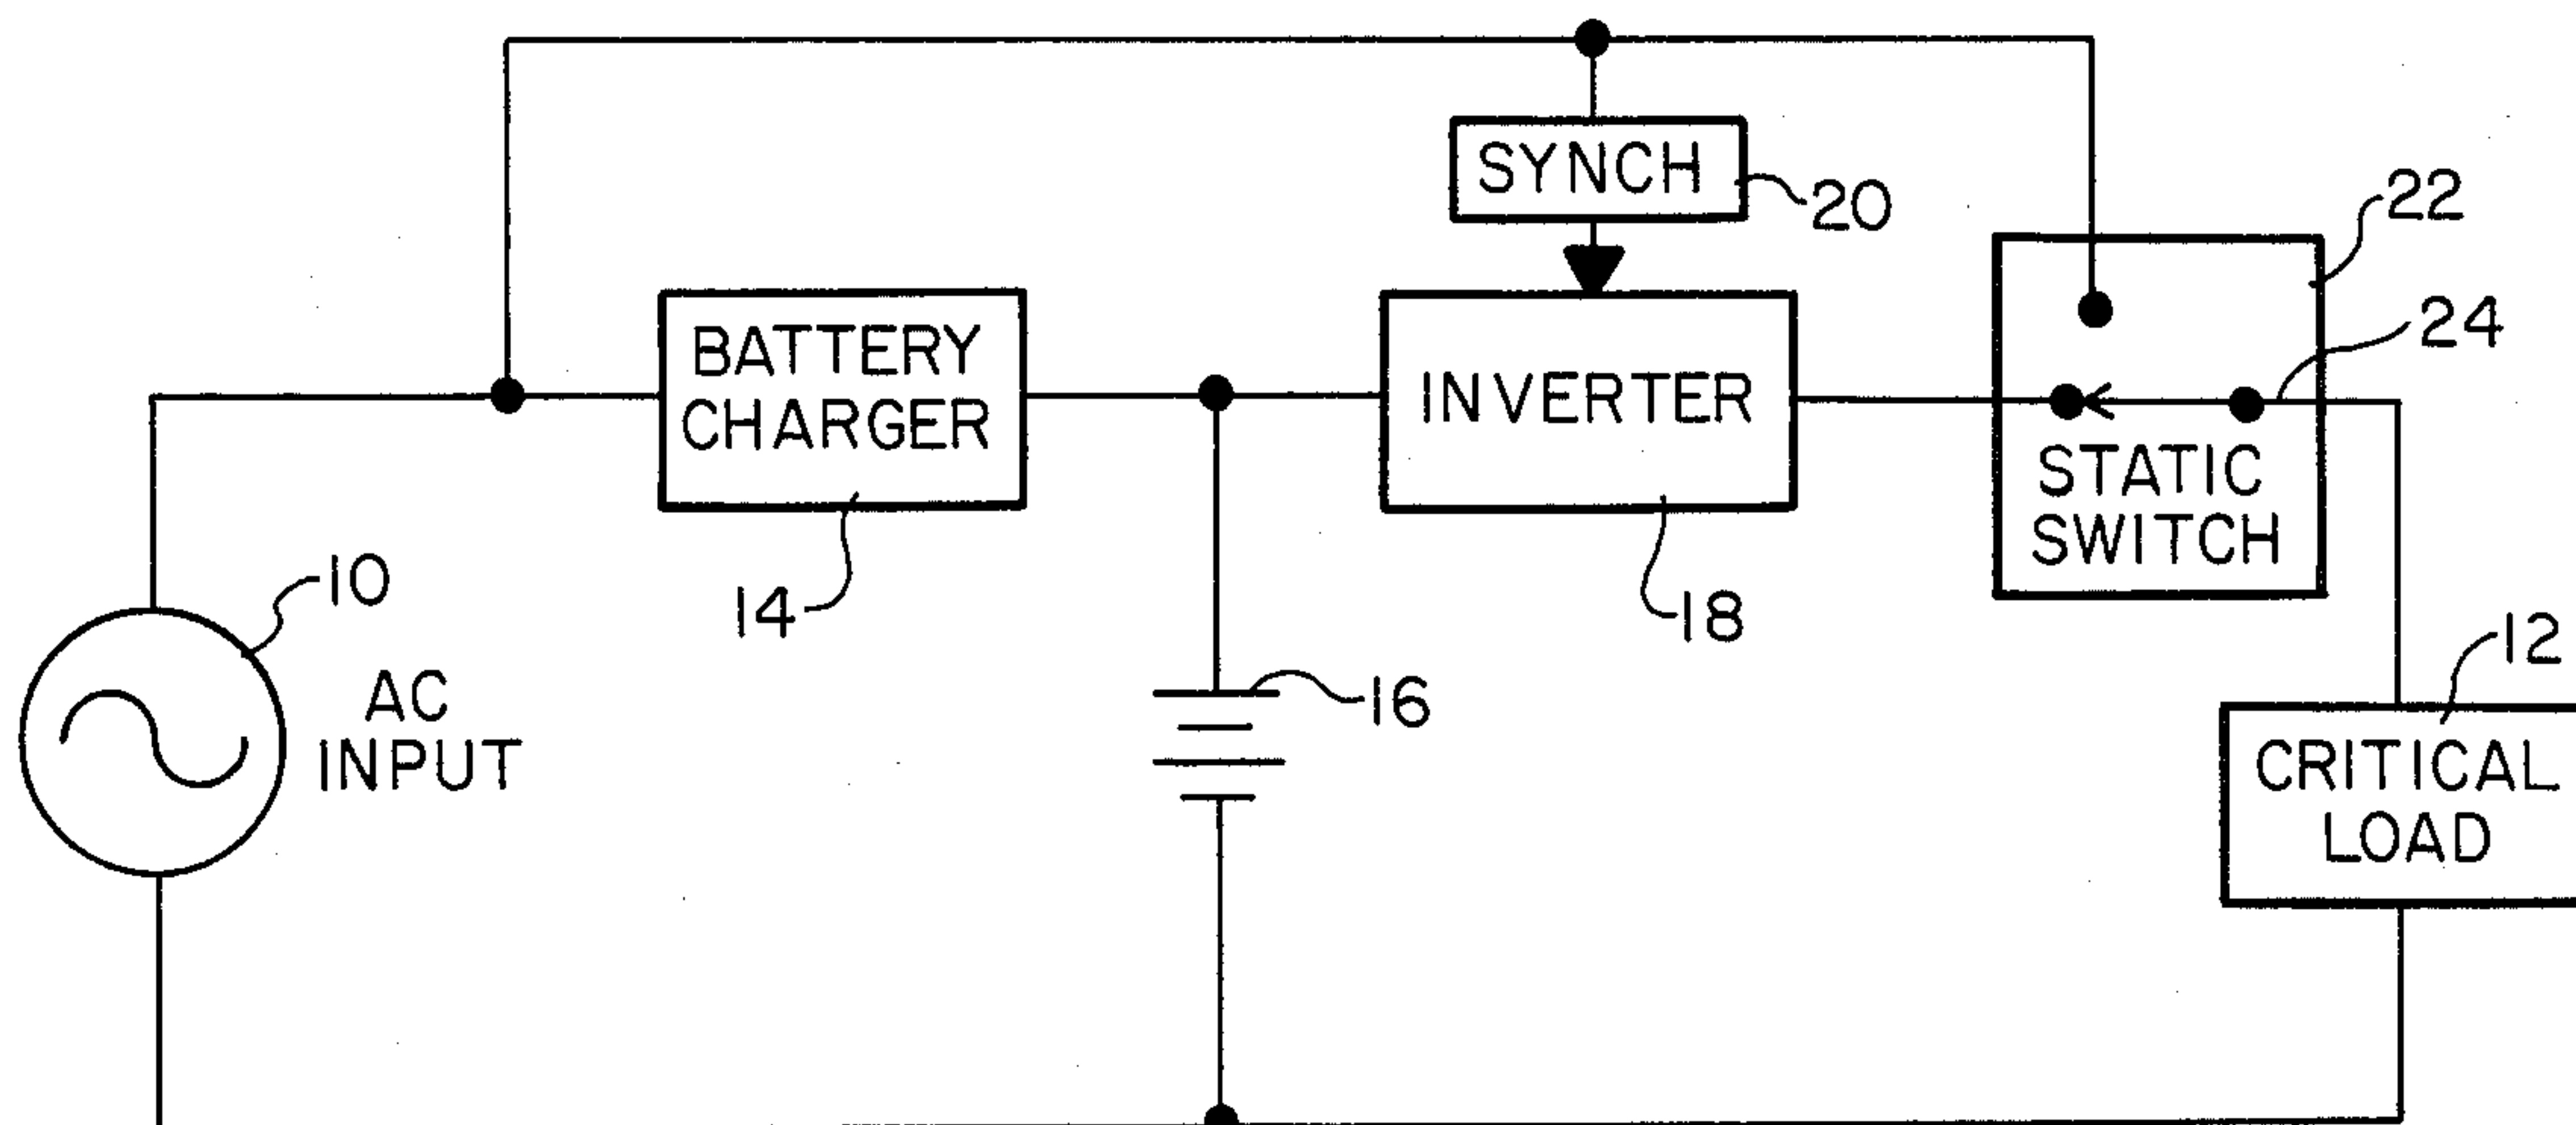 SYNCH
20
22
24
BATTERY
CHARGER
INVERTER
STATIC
SWITCH
10
14
18
12
16
AC
INPUT
CRITICAL
LOAD